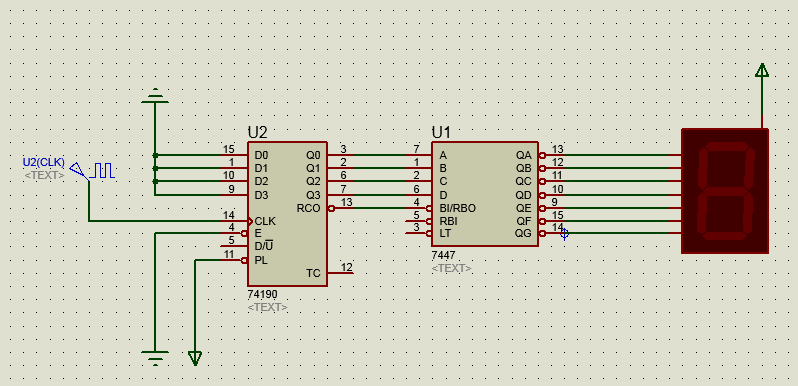 U2
U1
U2(CLK)
<TEXT>
15 D0 Q0 3 7 A QA 13
1 D1 Q1 2 1 B QB 12
10 D2 Q2 6 2 C QC 11
9 D3 Q3 7 6 D QD 10
RCO 13 4 BI/RBO QE 9
14 CLK 5 RBI QF 15
4 E 3 LT QG 14
5 D/U
11 PL
TC 12
7447
<TEXT>
74190
<TEXT>